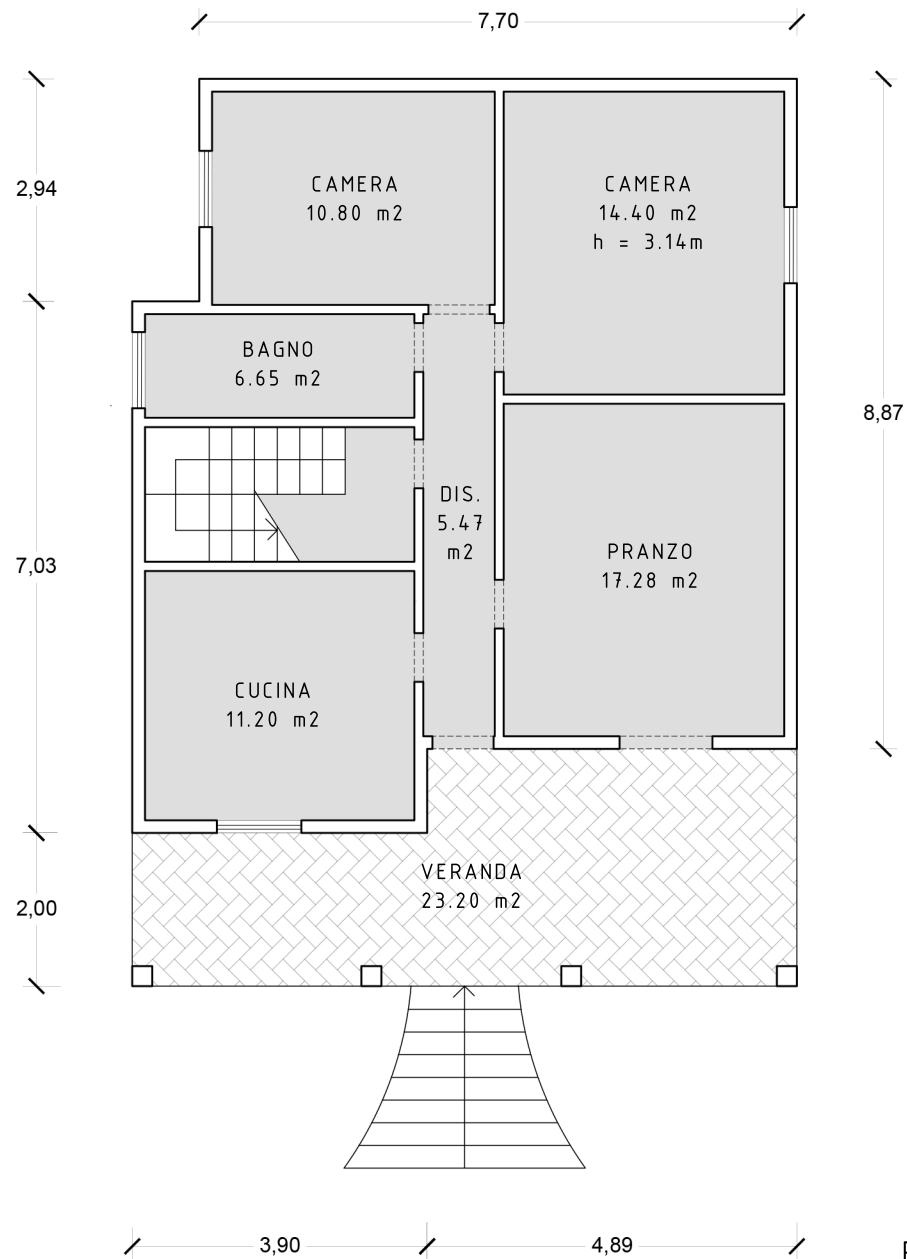 7,70
2,94
CAMERA
10.80 m2
CAMERA
14.40 m2
h = 3.14m
BAGNO
6.65 m2
8,87
DIS.
5.47
m2
7,03
PRANZO
17.28 m2
CUCINA
11.20 m2
VERANDA
23.20 m2
2,00
3,90
4,89